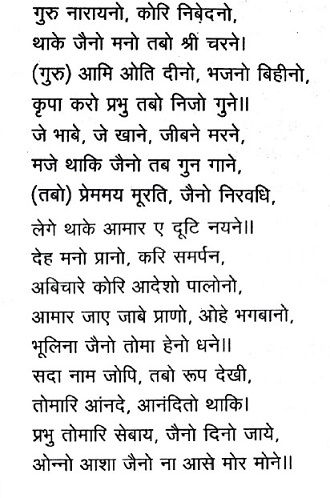 गुरु नारायनो, कोरि निबे़दनो,
थाके जैनो मनो तबो श्रीं चरने।
(गुरु) आमि ओति दीनो, भजनो बिहीनो,
कृपा करो प्रभु तबो निजो गुने॥
जे भाबे, जे खाने, जीबने मरने,
मजे थाकि जैनो तब गुन गाने,
(तबो) प्रेममय मूरति, जैनो निरवधि,
लेगे थाके आमार ए दूटि नयने॥
देह मनो प्रानो, करि समर्पन,
अबिचारे कोरि आदेशो पालोनो,
आमार जाए जाबे प्राणो, ओहे भगबानो,
भूलिना जैनो तोमा हेनो धने॥
सदा नाम जोपि, तबो रूप देखी,
तोमारि आंनदे, आनंदितो थाकि।
प्रभु तोमारि सेबाय, जैनो दिनो जाये,
ओन्नो आशा जैनो ना आसे मोर मोने॥